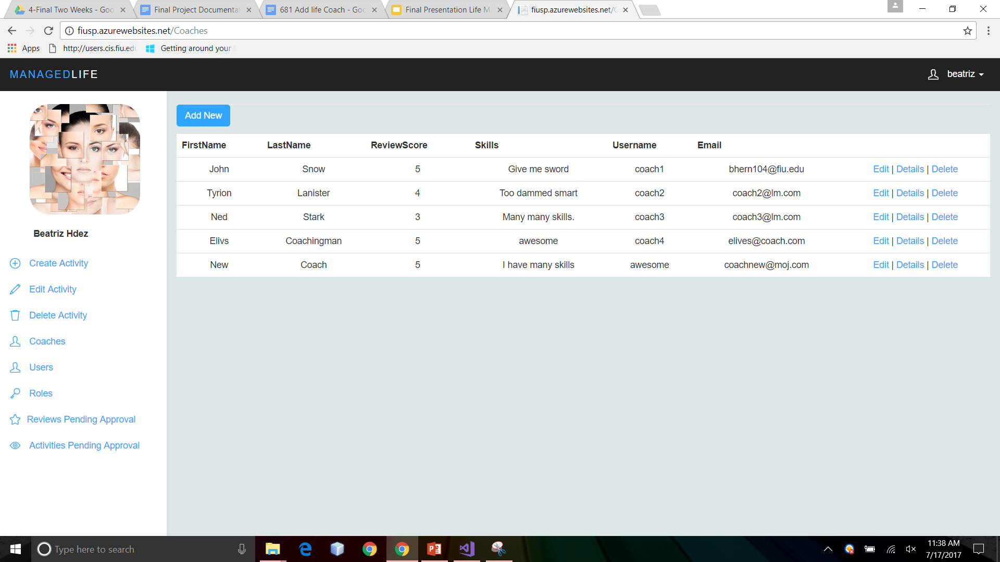 4-Final Two Weeks - Goo
Final Project Documenta
681 Add life Coach - Goo
Final Presentation Life M
fiusp.azurewebsites.net/C
fiusp.azurewebsites.net/Coaches
Apps
http://users.cis.fiu.edu
Getting around your
MANAGEDLIFE
beatriz
Add New
FirstName LastName ReviewScore Skills Username Email
John Snow 5 Give me sword coach1 bhern104@fiu.edu Edit | Details | Delete
Tyrion Lanister 4 Too dammed smart coach2 coach2@lm.com Edit | Details | Delete
Ned Stark 3 Many many skills. coach3 coach3@lm.com Edit | Details | Delete
Elivs Coachingman 5 awesome coach4 elives@coach.com Edit | Details | Delete
New Coach 5 I have many skills awesome coachnew@moj.com Edit | Details | Delete
Beatriz Hdez
Create Activity
Edit Activity
Delete Activity
Coaches
Users
Roles
Reviews Pending Approval
Activities Pending Approval
Type here to search
11:38 AM
7/17/2017